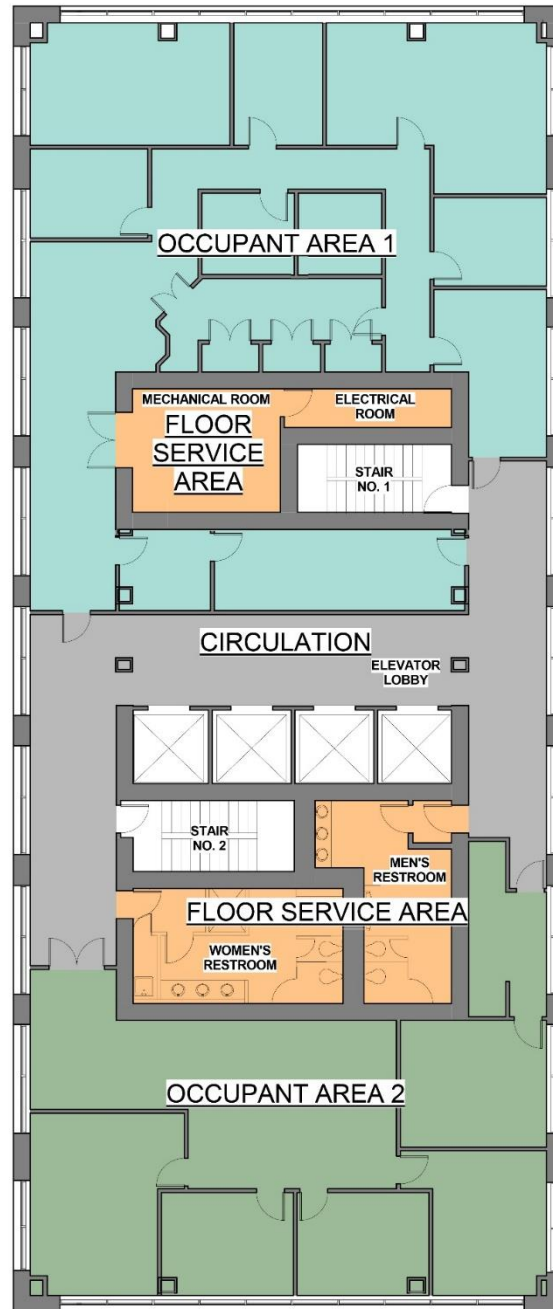 OCCUPANT AREA 1
MECHANICAL ROOM
ELECTRICAL
ROOM
FLOOR
SERVICE
AREA
STAIR
NO. 1
CIRCULATION
ELEVATOR
LOBBY
STAIR
NO. 2
MEN'S
RESTROOM
FLOOR SERVICE AREA
WOMEN'S
RESTROOM
OCCUPANT AREA 2